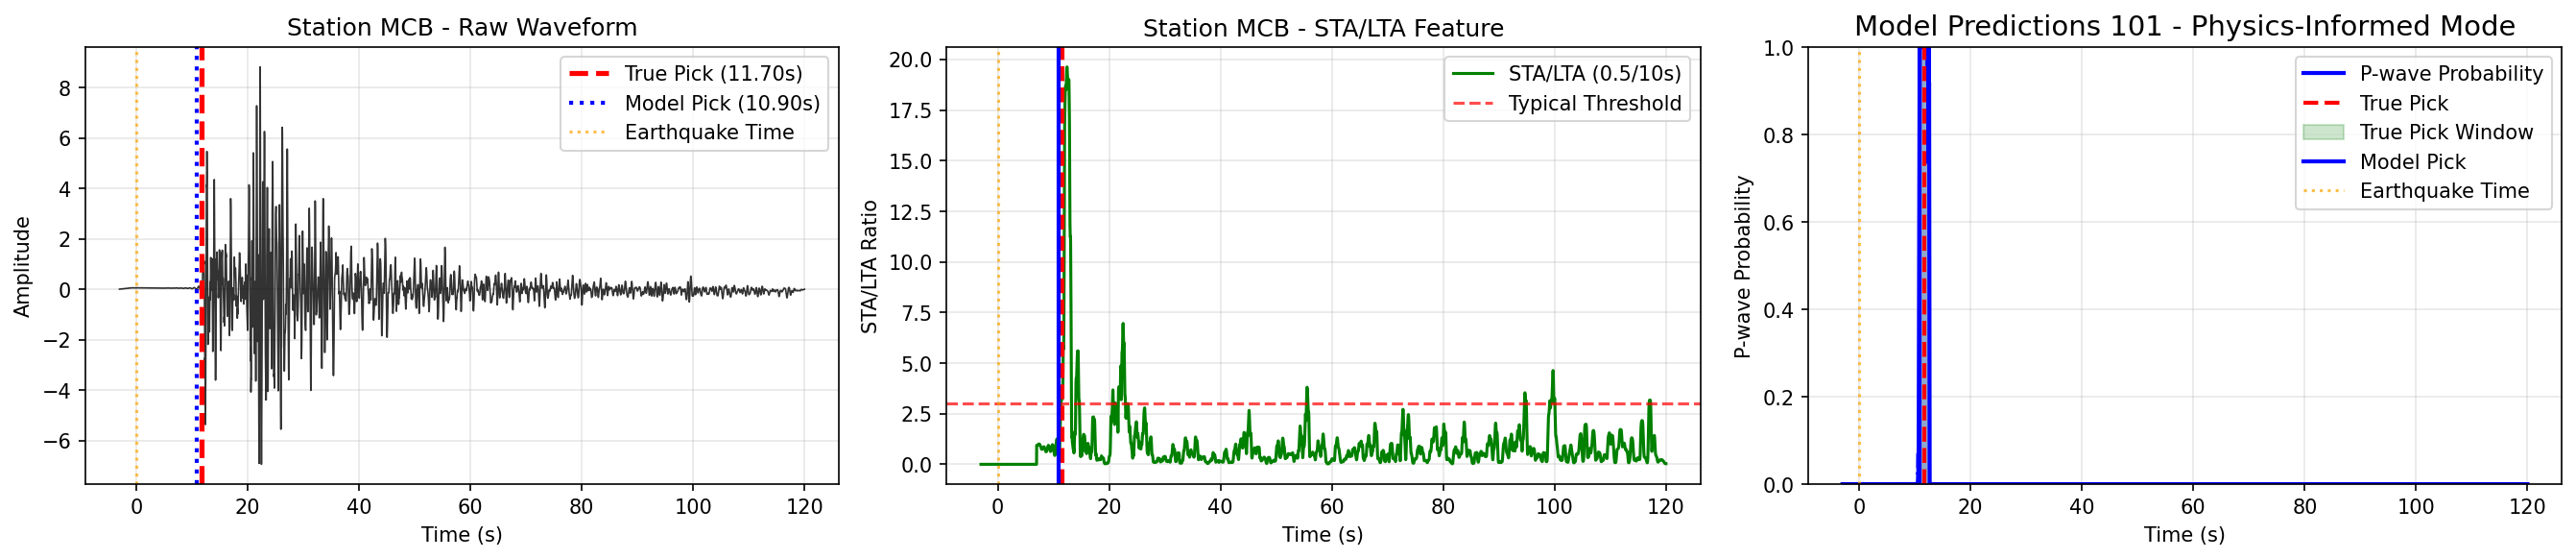 Station MCB - Raw Waveform
Amplitude
8
6
4
2
0
−2
−4
−6
True Pick (11.70s)
Model Pick (10.90s)
Earthquake Time
0 20 40 60 80 100 120
Time (s)
Station MCB - STA/LTA Feature
STA/LTA Ratio
20.0
17.5
15.0
12.5
10.0
7.5
5.0
2.5
0.0
STA/LTA (0.5/10s)
Typical Threshold
0 20 40 60 80 100 120
Time (s)
Model Predictions 101 - Physics-Informed Mode
P-wave Probability
1.0
0.8
0.6
0.4
0.2
0.0
P-wave Probability
True Pick
True Pick Window
Model Pick
Earthquake Time
0 20 40 60 80 100 120
Time (s)